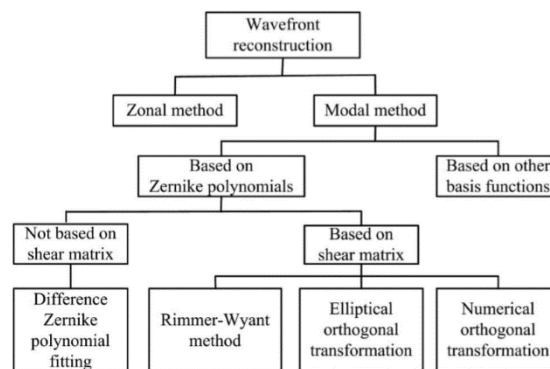 Wavefront
reconstruction
Zonal method
Modal method
Based on
Zernike polynomials
Based on other
basis functions
Not based on
shear matrix
Based on
shear matrix
Difference
Zernike
polynomial
fitting
Rimmer-Wyant
method
Elliptical
orthogonal
transformation
Numerical
orthogonal
transformation